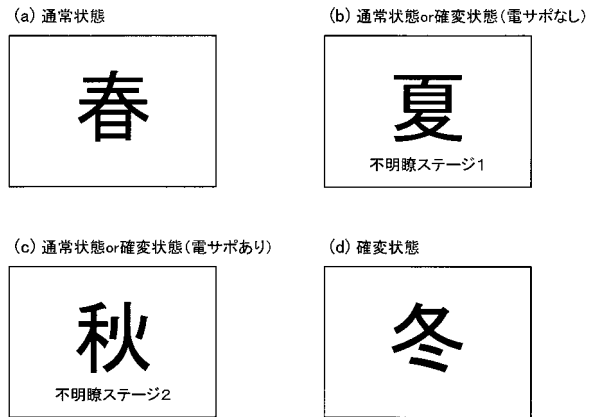 (a) 通常状態
春
(b) 通常状態or確変状態(電サポなし)
夏
不明瞭ステージ1
(c) 通常状態or確変状態(電サポあり)
秋
不明瞭ステージ2
(d) 確変状態
冬